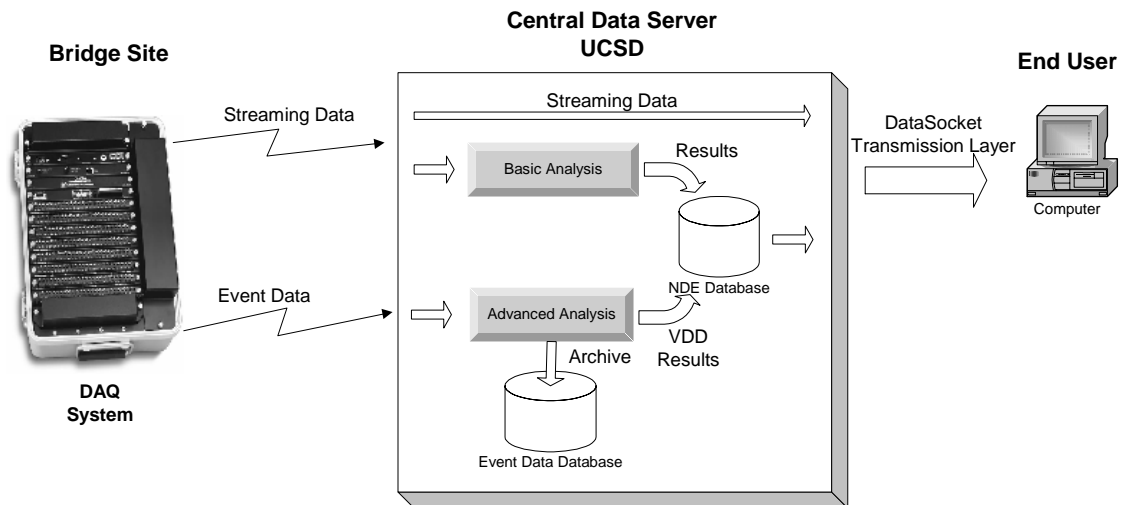 Central Data Server
UCSD
Bridge Site
End User
Streaming Data
Streaming Data
DataSocket
Transmission Layer
Basic Analysis
Results
Computer
NDE Database
Event Data
Advanced Analysis
VDD
Results
Archive
DAQ
System
Event Data Database